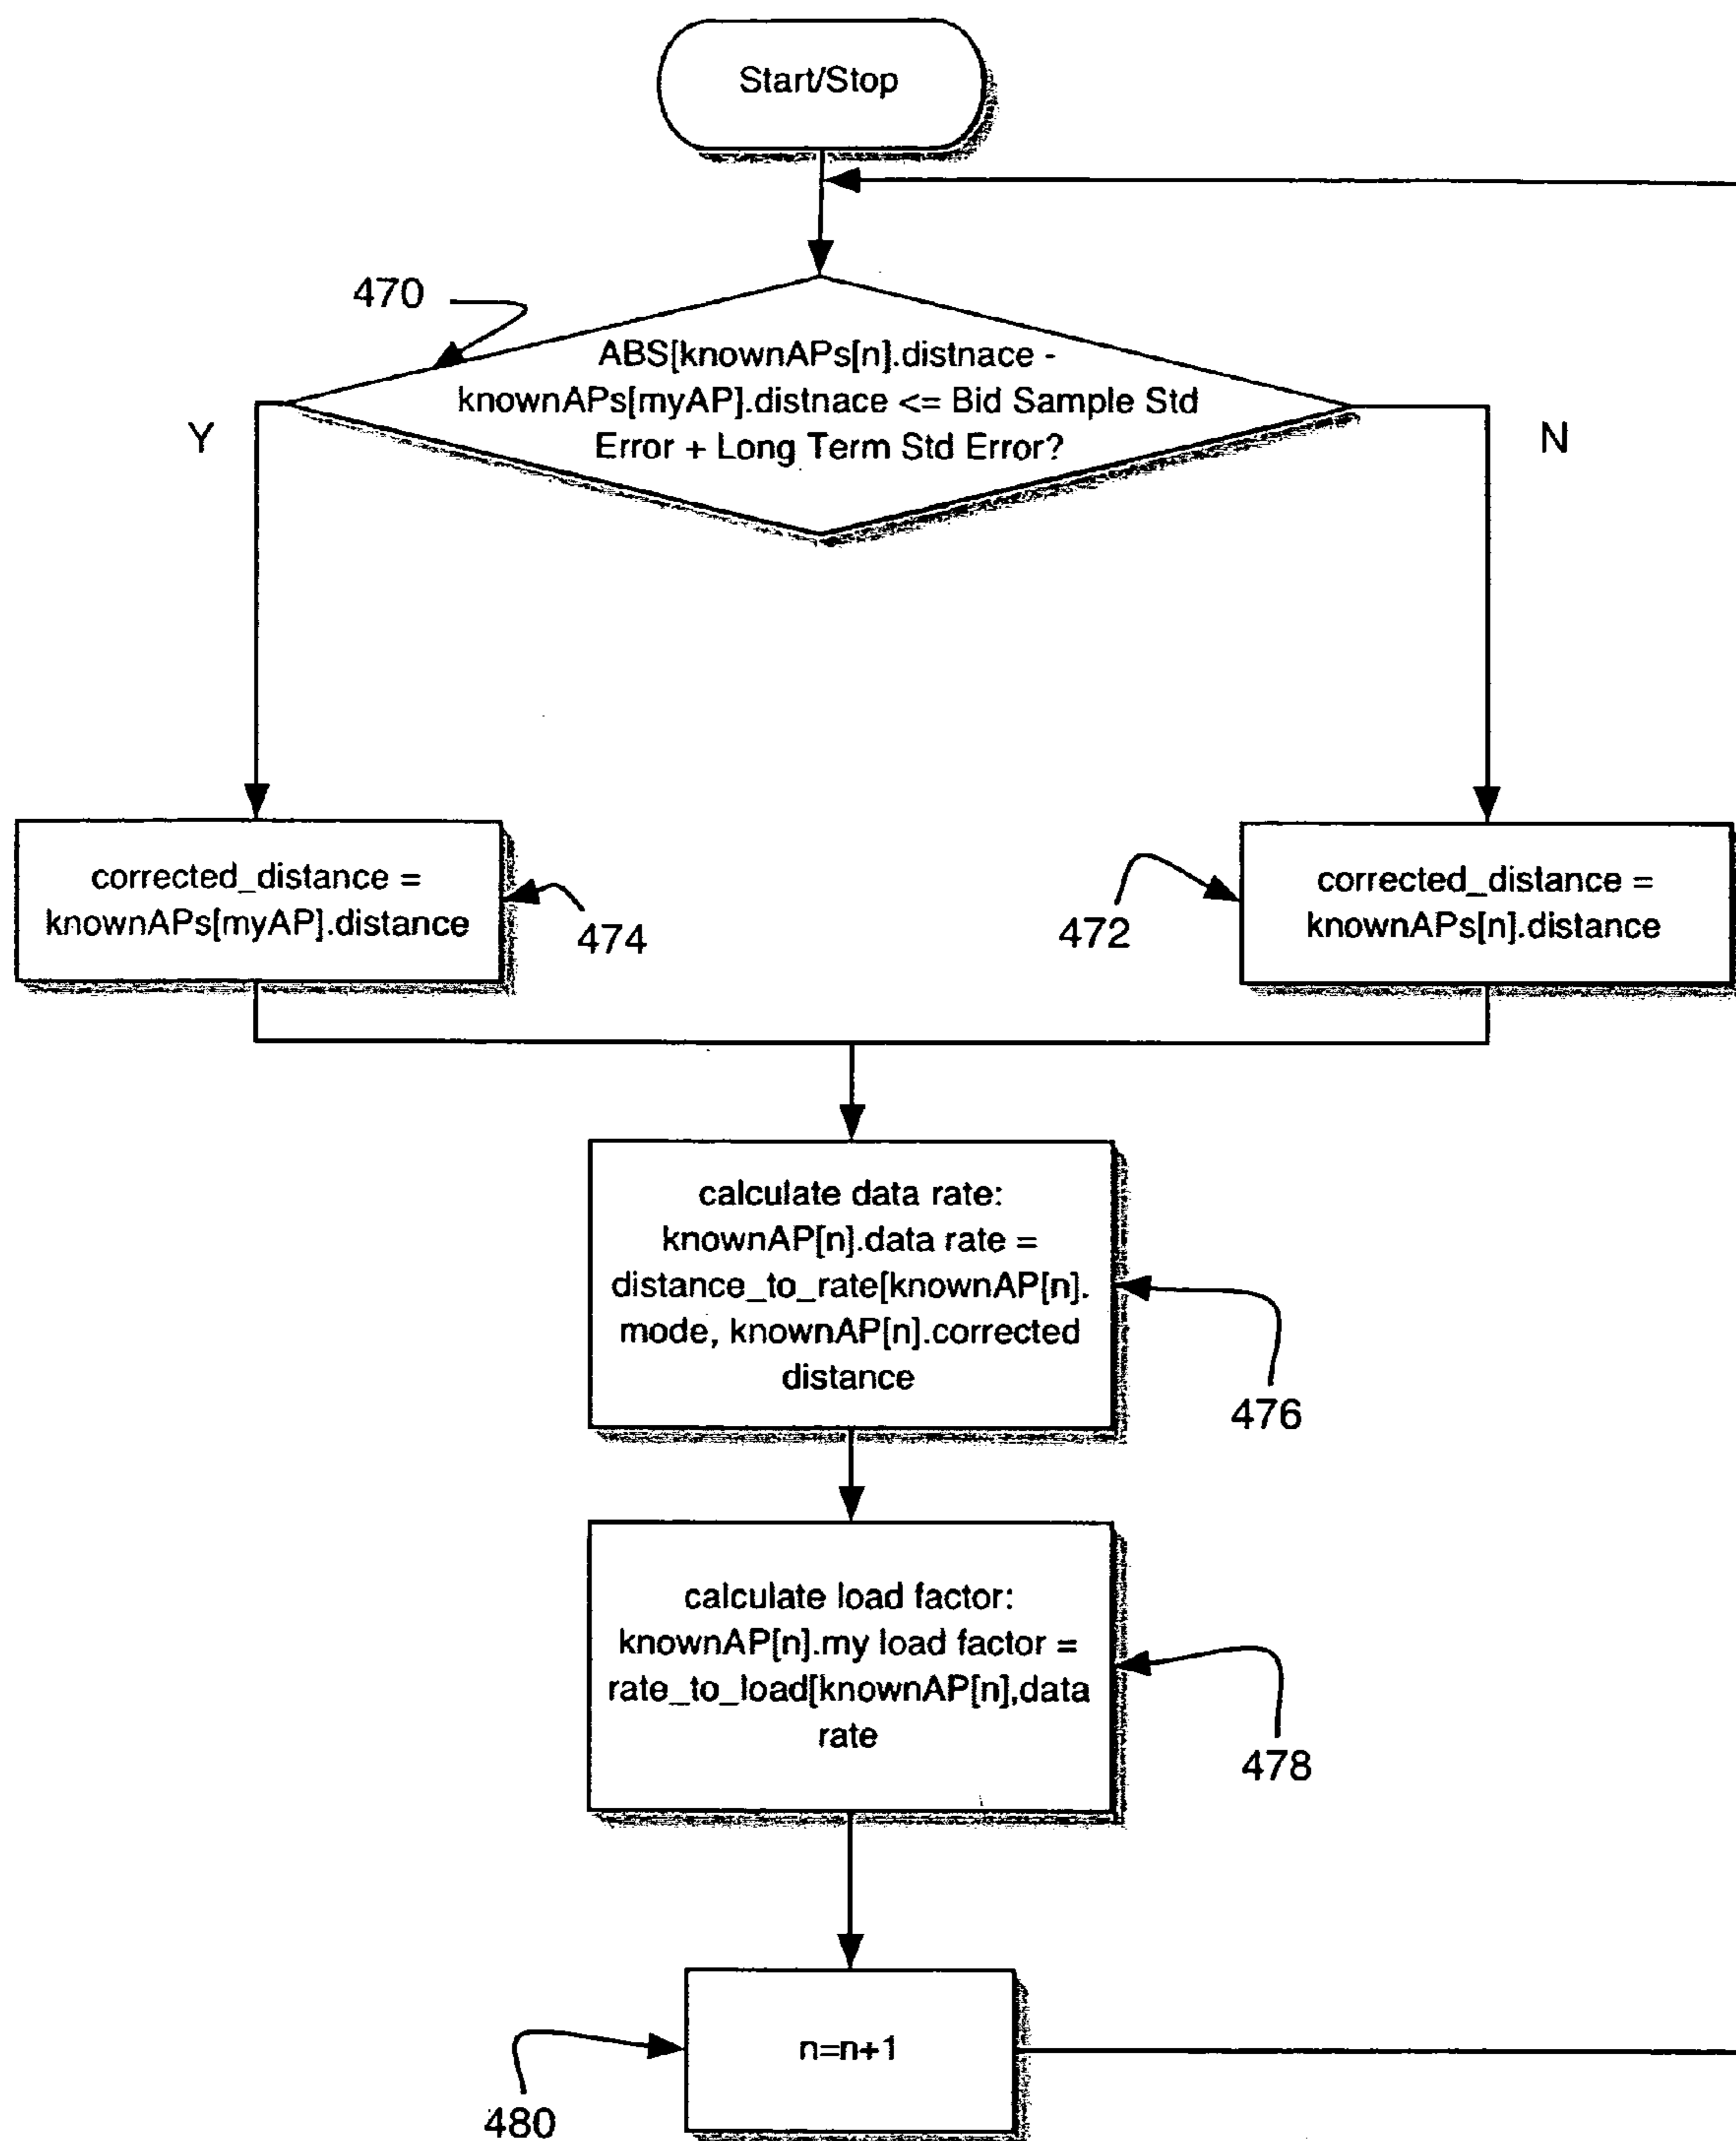 Start/Stop
470
ABS[knownAPs[n].distnace -
knownAPs[myAP].distnace <= Bid Sample Std
Error + Long Term Std Error?
Y
N
corrected_distance =
knownAPs[myAP].distance
474
472
corrected_distance =
knownAPs[n].distance
calculate data rate:
knownAP[n].data rate =
distance_to_rate[knownAP[n].
mode, knownAP[n].corrected
distance
476
calculate load factor:
knownAP[n].my load factor =
rate_to_load[knownAP[n],data
rate
478
n=n+1
480